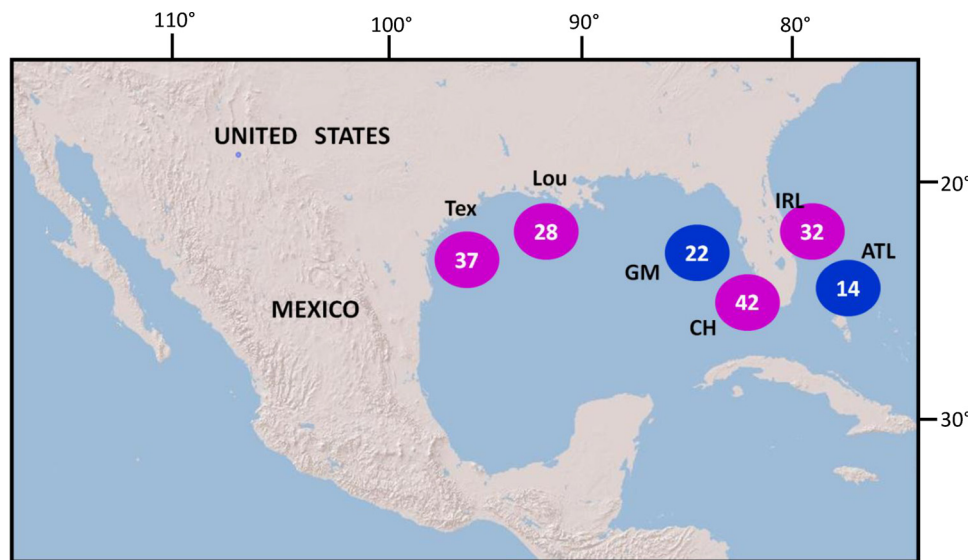 110°
100°
90°
80°
UNITED STATES
Lou
20°
Tex
IRL
28
32
37
22
ATL
GM
14
MEXICO
42
CH
30°